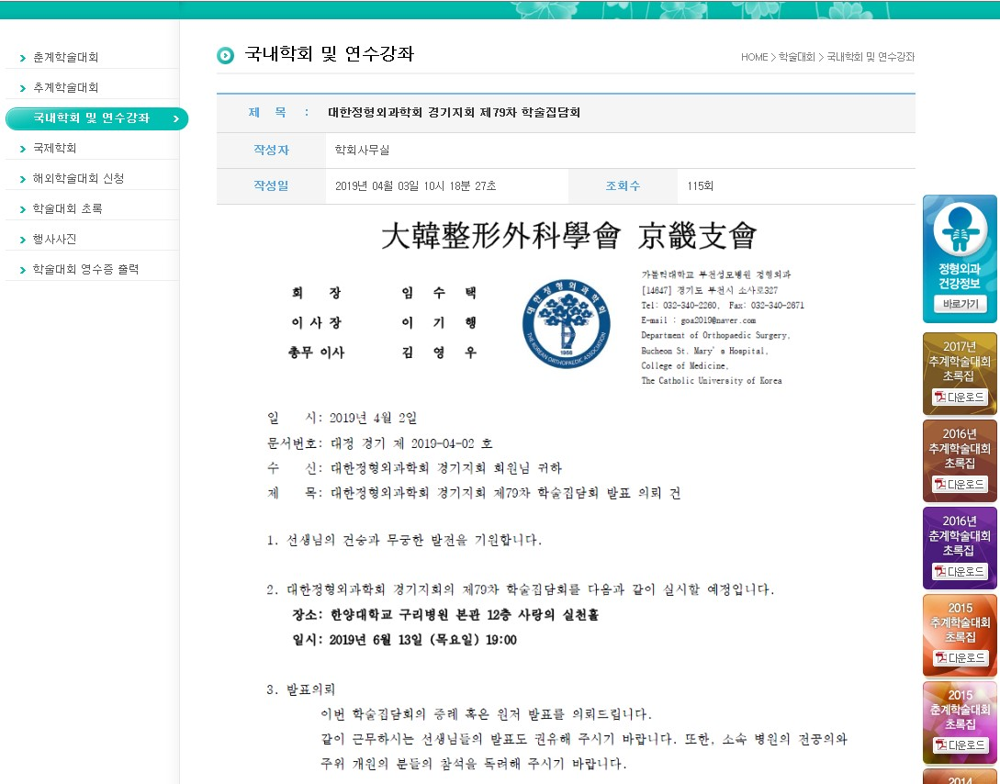 춘계학술대회
추계학술대회
국내학회 및 연수강좌
국제학회
해외학술대회 신청
학술대회 초록
행사사진
학술대회 영수증 출력
국내학회 및 연수강좌
HOME > 학술대회 > 국내학회 및 연수강좌
제 목 : 대한정형외과학회 경기지회 제79차 학술집담회
작성자 학회사무실
작성일 2019년 04월 03일 10시 18분 27초 조회수 115회
大韓整形外科學會 京畿支會
회 장 임 수 택
이 사 장 이 기 행
총무 이사 김 영 우
대한정형외과학회
THE KOREAN ORTHOPAEDIC ASSOCIATION
1956
가톨릭대학교 부천성모병원 정형외과
[14647] 경기도 부천시 소사로327
Tel: 032-340-2260, Fax: 032-340-2671
E-mail : goa2019@naver.com
Department of Orthopaedic Surgery,
Bucheon St. Mary's Hospital,
College of Medicine,
The Catholic University of Korea
일 시: 2019년 4월 2일
문서번호: 대정 경기 제 2019-04-02 호
수 신: 대한정형외과학회 경기지회 회원님 귀하
제 목: 대한정형외과학회 경기지회 제79차 학술집담회 발표 의뢰 건
1. 선생님의 건승과 무궁한 발전을 기원합니다.
2. 대한정형외과학회 경기지회의 제79차 학술집담회를 다음과 같이 실시할 예정입니다.
장소: 한양대학교 구리병원 본관 12층 사랑의 실천홀
일시: 2019년 6월 13일 (목요일) 19:00
3. 발표의뢰
이번 학술집담회의 증례 혹은 원저 발표를 의뢰드립니다.
같이 근무하시는 선생님들의 발표도 권유해 주시기 바랍니다. 또한, 소속 병원의 전공의와
주위 개원의 분들의 참석을 독려해 주시기 바랍니다.
정형외과
건강정보
바로가기
2017년
추계학술대회
초록집
다운로드
2016년
추계학술대회
초록집
다운로드
2016년
춘계학술대회
초록집
다운로드
2015
추계학술대회
초록집
다운로드
2015
춘계학술대회
초록집
다운로드
2014